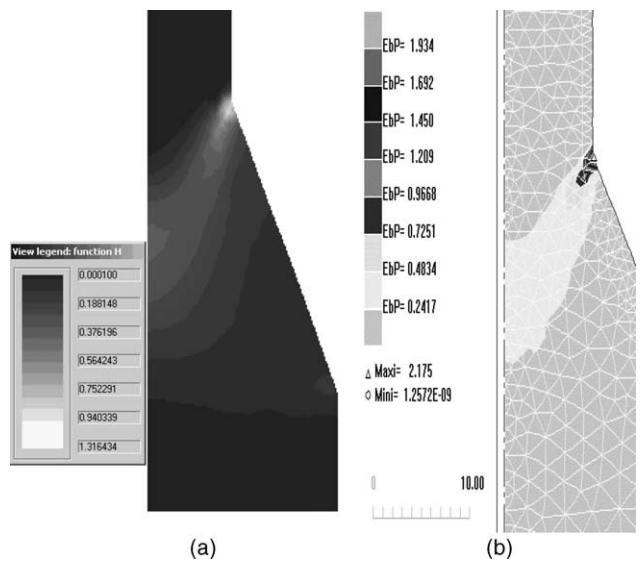 View legend: function H
0.000100
0.188148
0.376196
0.564243
0.752291
0.940339
1.316434
EbP= 1.934
EbP= 1.692
EbP= 1.450
EbP= 1.209
EbP= 0.9668
EbP= 0.7251
EbP= 0.4834
EbP= 0.2417
Maxi= 2.175
Mini= 1.2572E-09
0 10.00
(a)
(b)